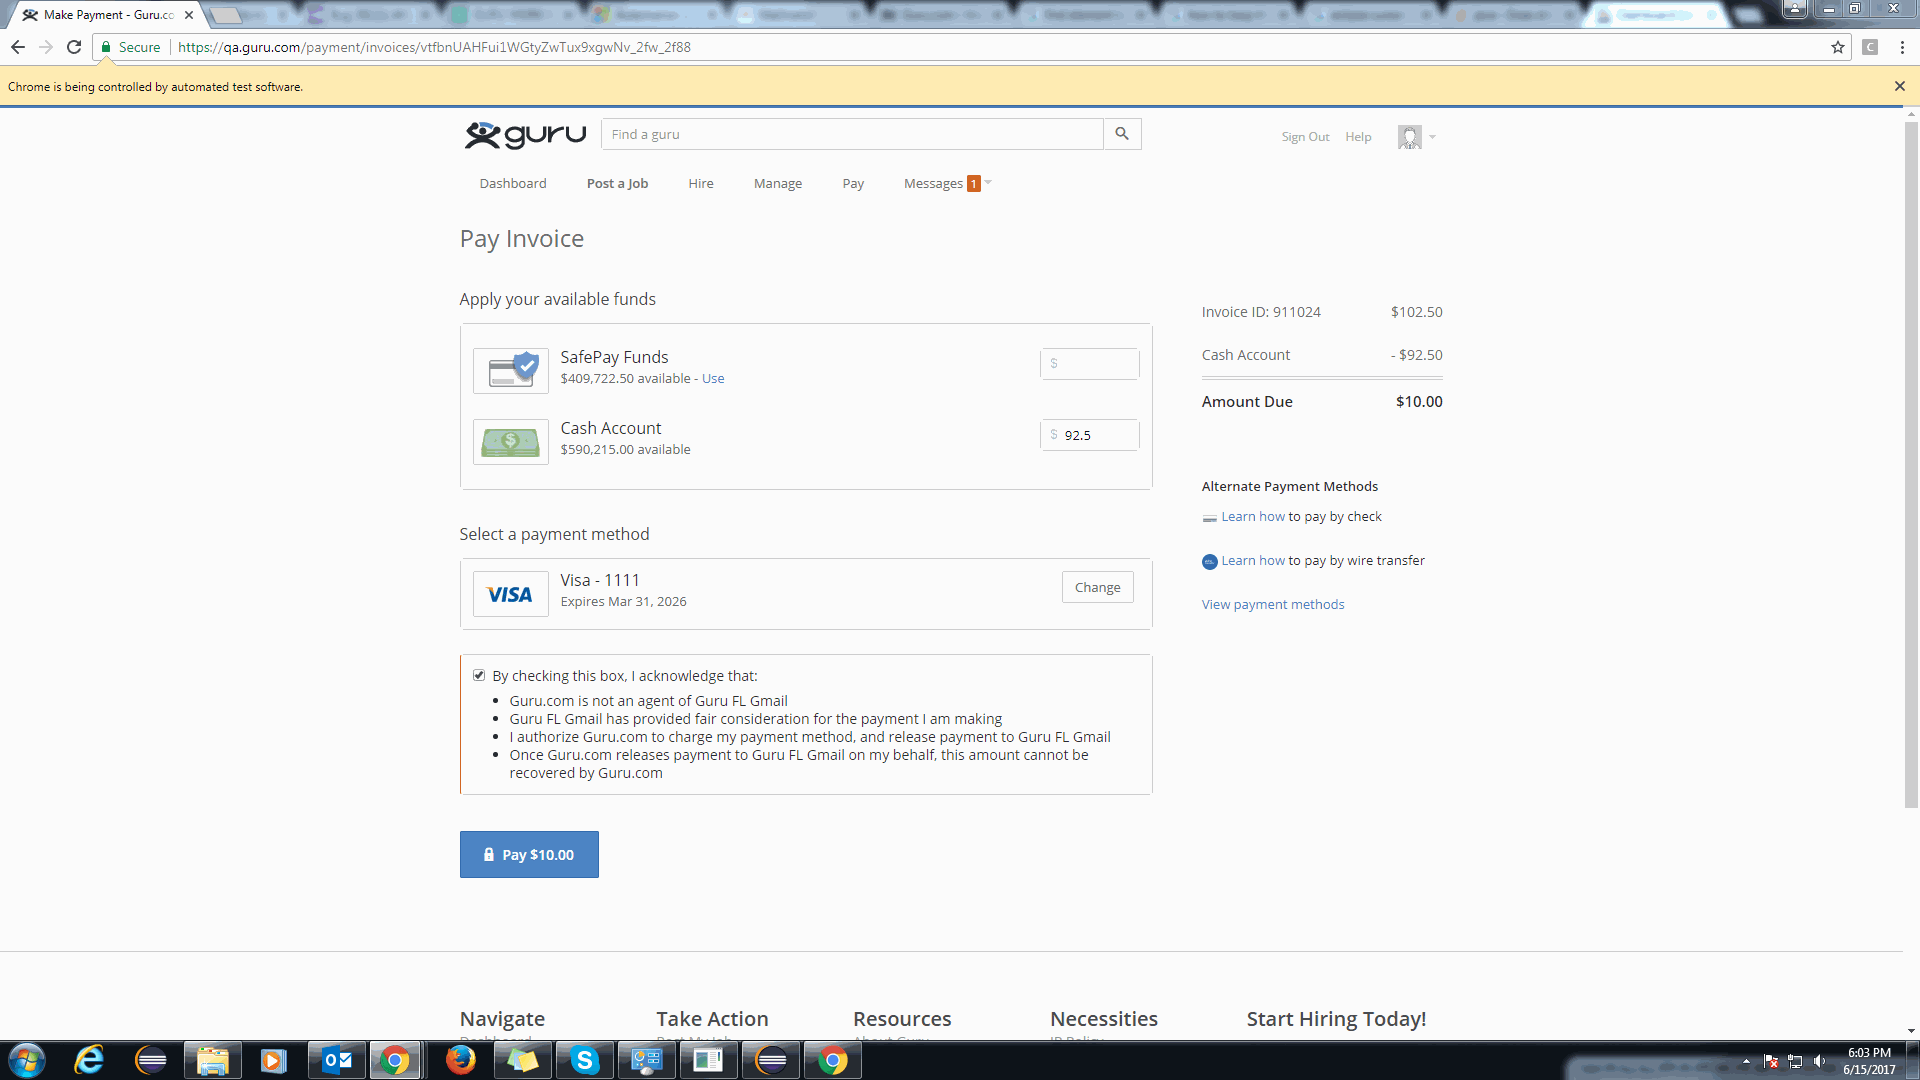 Make Payment - Guru.co
Secure
https://qa.guru.com/payment/invoices/vtfbnUAHFui1WGtyZwTux9xgwNv_2fw_2f88
C
Chrome is being controlled by automated test software.
guru
Find a guru
Sign Out
Help
Dashboard
Post a Job
Hire
Manage
Pay
Messages 1
Pay Invoice
Apply your available funds
SafePay Funds
$409,722.50 available - Use
$
Cash Account
$590,215.00 available
$ 92.5
Invoice ID: 911024 $102.50
Cash Account - $92.50
Amount Due $10.00
Alternate Payment Methods
Learn how to pay by check
Learn how to pay by wire transfer
View payment methods
Select a payment method
VISA
Visa - 1111
Expires Mar 31, 2026
Change
By checking this box, I acknowledge that:
Guru.com is not an agent of Guru FL Gmail
Guru FL Gmail has provided fair consideration for the payment I am making
I authorize Guru.com to charge my payment method, and release payment to Guru FL Gmail
Once Guru.com releases payment to Guru FL Gmail on my behalf, this amount cannot be
recovered by Guru.com
Pay $10.00
Navigate
Take Action
Resources
Necessities
Start Hiring Today!
6:03 PM
6/15/2017